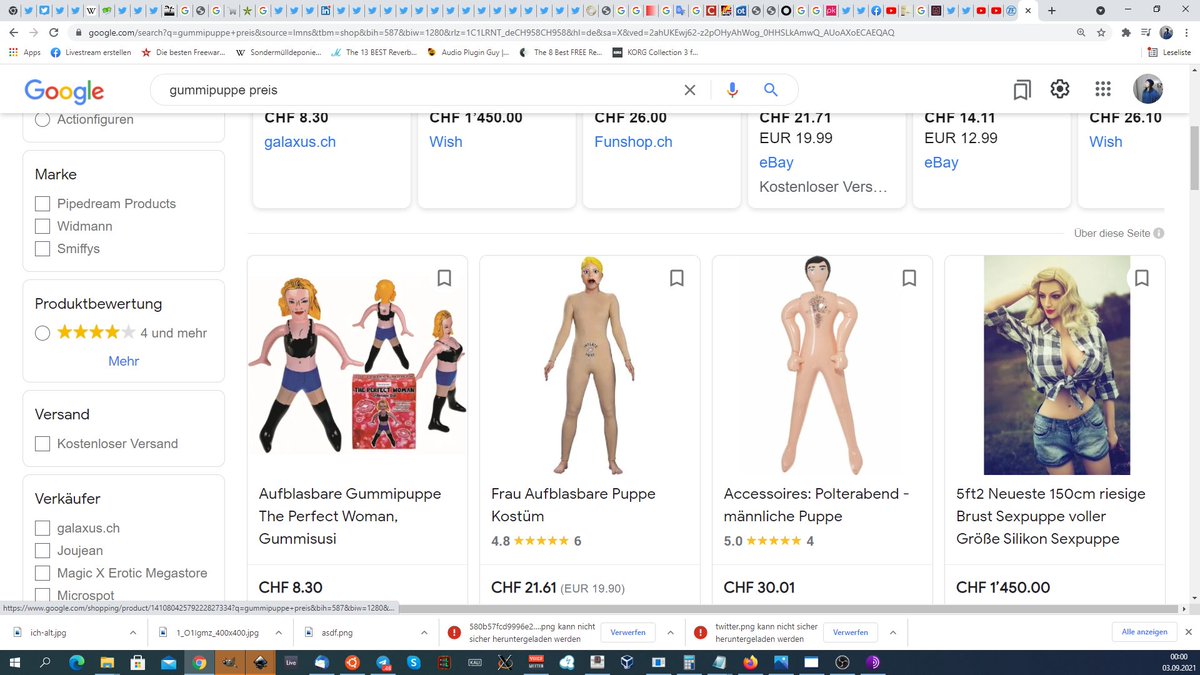 google.com/search?q=gummipuppe+preis&source=lmns&tbm=shop&bih=587&biw=1280&rlz=1C1LRNT_deCH958CH958&hl=de&sa=X&ved=2ahUKEwj62-z2pOHyAhWog_0HHSLkAmwQ_AUoAXoECAEQAQ
Apps
Livestream erstellen
Die besten Freewar...
Sondermülldeponie...
The 13 BEST Reverb...
Audio Plugin Guy |...
The 8 Best FREE Re...
KORG Collection 3 f...
Leseliste
Google
gummipuppe preis
Actionfiguren
Marke
Pipedream Products
Widmann
Smiffys
Produktbewertung
4 und mehr
Mehr
Versand
Kostenloser Versand
Verkäufer
galaxus.ch
Joujean
Magic X Erotic Megastore
Microspot
CHF 8.30
galaxus.ch
CHF 1'450.00
Wish
CHF 26.00
Funshop.ch
CHF 21.71
EUR 19.99
eBay
Kostenloser Vers…
CHF 14.11
EUR 12.99
eBay
CHF 26.10
Wish
Über diese Seite
THE PERFECT WOMAN
Aufblasbare Gummipuppe
The Perfect Woman,
Gummisusi
CHF 8.30
Frau Aufblasbare Puppe
Kostüm
4.8 ★★★★★ 6
CHF 21.61 (EUR 19.90)
Accessoires: Polterabend -
männliche Puppe
5.0 ★★★★★ 4
CHF 30.01
5ft2 Neueste 150cm riesige
Brust Sexpuppe voller
Größe Silikon Sexpuppe
CHF 1'450.00
https://www.google.com/shopping/product/14108042579222827334?q=gummipuppe+preis&bih=587&biw=1280&...
ich-alt.jpg
1_O1Igmz_400x400.jpg
asdf.png
580b57fcd9996e2....png kann nicht
sicher heruntergeladen werden
Verwerfen
twitter.png kann nicht sicher
heruntergeladen werden
Verwerfen
Alle anzeigen
Live
00:00
03.09.2021